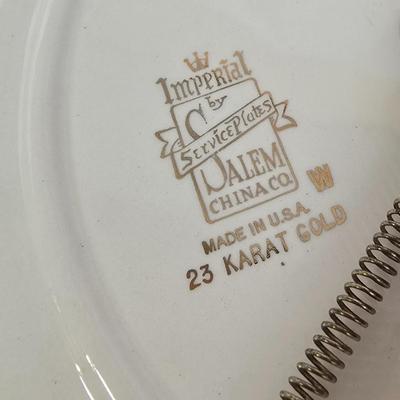 Imperial
by
Service Plates
SALEM
CHINA CO.
W
MADE IN U.S.A.
23 KARAT GOLD